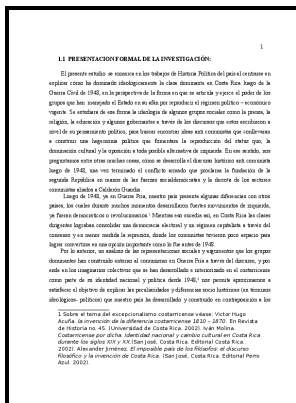 1
1.1 PRESENTACION FORMAL DE LA INVESTIGACIÓN:
El presente estudio se enmarca en los trabajos de Historia Política del país al centrarse en
explicar cómo ha dominado ideológicamente la clase dominante en Costa Rica luego de la
Guerra Civil de 1948, en la perspectiva de la forma en que se articula y ejerce el poder de los
grupos que han manejado el Estado en su afán por reproducir el régimen político – económico
vigente. Se estudiará de esa forma la ideología de algunos grupos sociales como la prensa, la
religión, la educación y algunos gobernantes a través de los discursos que estos escribieron a
nivel de su pensamiento político, para buscar encontrar ideas anti comunistas que conllevaron
a construir una hegemonía política que fomentara la reproducción del status quo, la
dominación cultural y la oposición a toda posible alternativa de izquierda. En ese sentido, nos
preguntamos entre otras muchas cosas, cómo se desarrolla el discurso histórico anti comunista
luego de 1948, una vez terminado el conflicto armado que proclama la fundación de la
segunda República en manos de las fuerzas socialdemócratas y la derrota de los sectores
comunistas aliados a Calderón Guardia.
Luego de 1948, ya en Guerra Fría, nuestro país presenta algunas diferencias con otros
países, los cuales durante muchos momentos desarrollaron fuertes movimientos de izquierda,
ya fueran democráticos o revolucionarios.¹ Mientras eso sucedía así, en Costa Rica las clases
dirigentes lograban consolidar una democracia electoral y un régimen capitalista a través del
consenso y en menor medida la represión, donde los comunistas tuvieron poco espacio para
lograr convertirse en una opción importante como lo fue antes de 1948.
Por lo anterior, un análisis de las representaciones sociales y argumentos que los grupos
dominantes han construido entorno al comunismo en Guerra Fría a través del discurso, y por
ende en los imaginarios colectivos que se han desarrollado e interiorizado en el costarricense
como parte de su identidad nacional y política desde 1948,² nos permite aproximarnos a
satisfacer el objetivo de explicar las peculiaridades y diferencias socio históricas (en términos
ideológicos- políticos) que nuestro país ha desarrollado y construido en contraposición a los
1 Sobre el tema del excepcionalismo costarricense véase: Victor Hugo
Acuña. la invención de la diferencia costarricense 1810 – 1870. En Revista
de Historia no. 45. (Universidad de Costa Rica. 2002). Iván Molina.
Costarricense por dicha. Identidad nacional y cambio cultural en Costa Rica
durante los siglos XIX y XX.(San José, Costa Rica. Editorial Costa Rica.
2002). Alexander Jiménez. El imposible país de los filósofos: el discurso
filosófico y la invención de Costa Rica. (San José, Costa Rica. Editorial Perro
Azul. 2002).